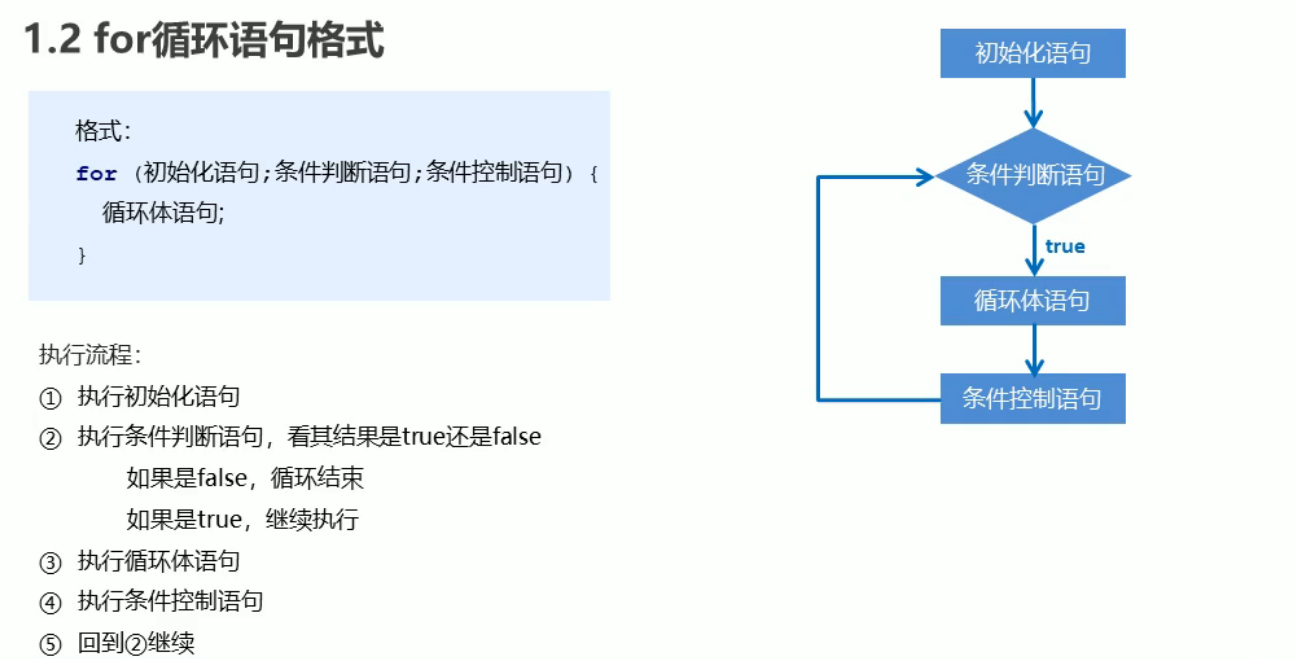 1.2 for循环语句格式
格式：
for (初始化语句;条件判断语句;条件控制语句) {
循环体语句;
}
执行流程：
① 执行初始化语句
② 执行条件判断语句，看其结果是true还是false
如果是false，循环结束
如果是true，继续执行
③ 执行循环体语句
④ 执行条件控制语句
⑤ 回到②继续
初始化语句
条件判断语句
true
循环体语句
条件控制语句